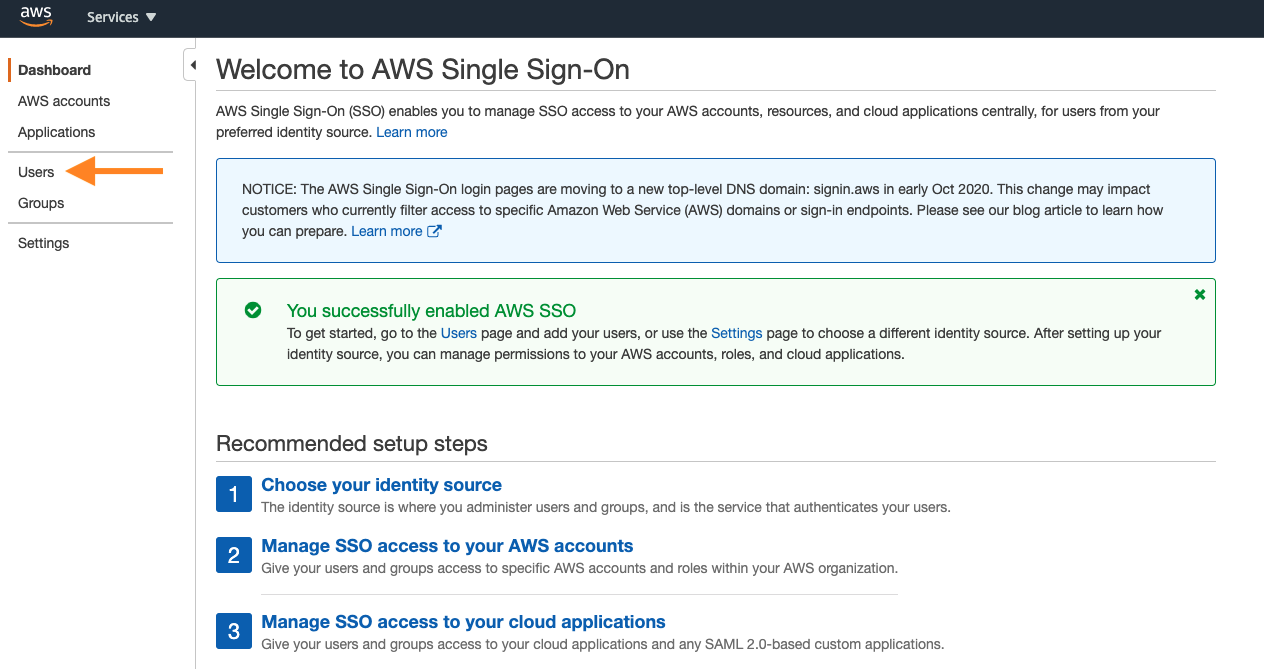 aws
Services
Dashboard
AWS accounts
Applications
Users
Groups
Settings
Welcome to AWS Single Sign-On
AWS Single Sign-On (SSO) enables you to manage SSO access to your AWS accounts, resources, and cloud applications centrally, for users from your
preferred identity source. Learn more
NOTICE: The AWS Single Sign-On login pages are moving to a new top-level DNS domain: signin.aws in early Oct 2020. This change may impact
customers who currently filter access to specific Amazon Web Service (AWS) domains or sign-in endpoints. Please see our blog article to learn how
you can prepare. Learn more
You successfully enabled AWS SSO
To get started, go to the Users page and add your users, or use the Settings page to choose a different identity source. After setting up your
identity source, you can manage permissions to your AWS accounts, roles, and cloud applications.
Recommended setup steps
1 Choose your identity source
The identity source is where you administer users and groups, and is the service that authenticates your users.
2 Manage SSO access to your AWS accounts
Give your users and groups access to specific AWS accounts and roles within your AWS organization.
3 Manage SSO access to your cloud applications
Give your users and groups access to your cloud applications and any SAML 2.0-based custom applications.